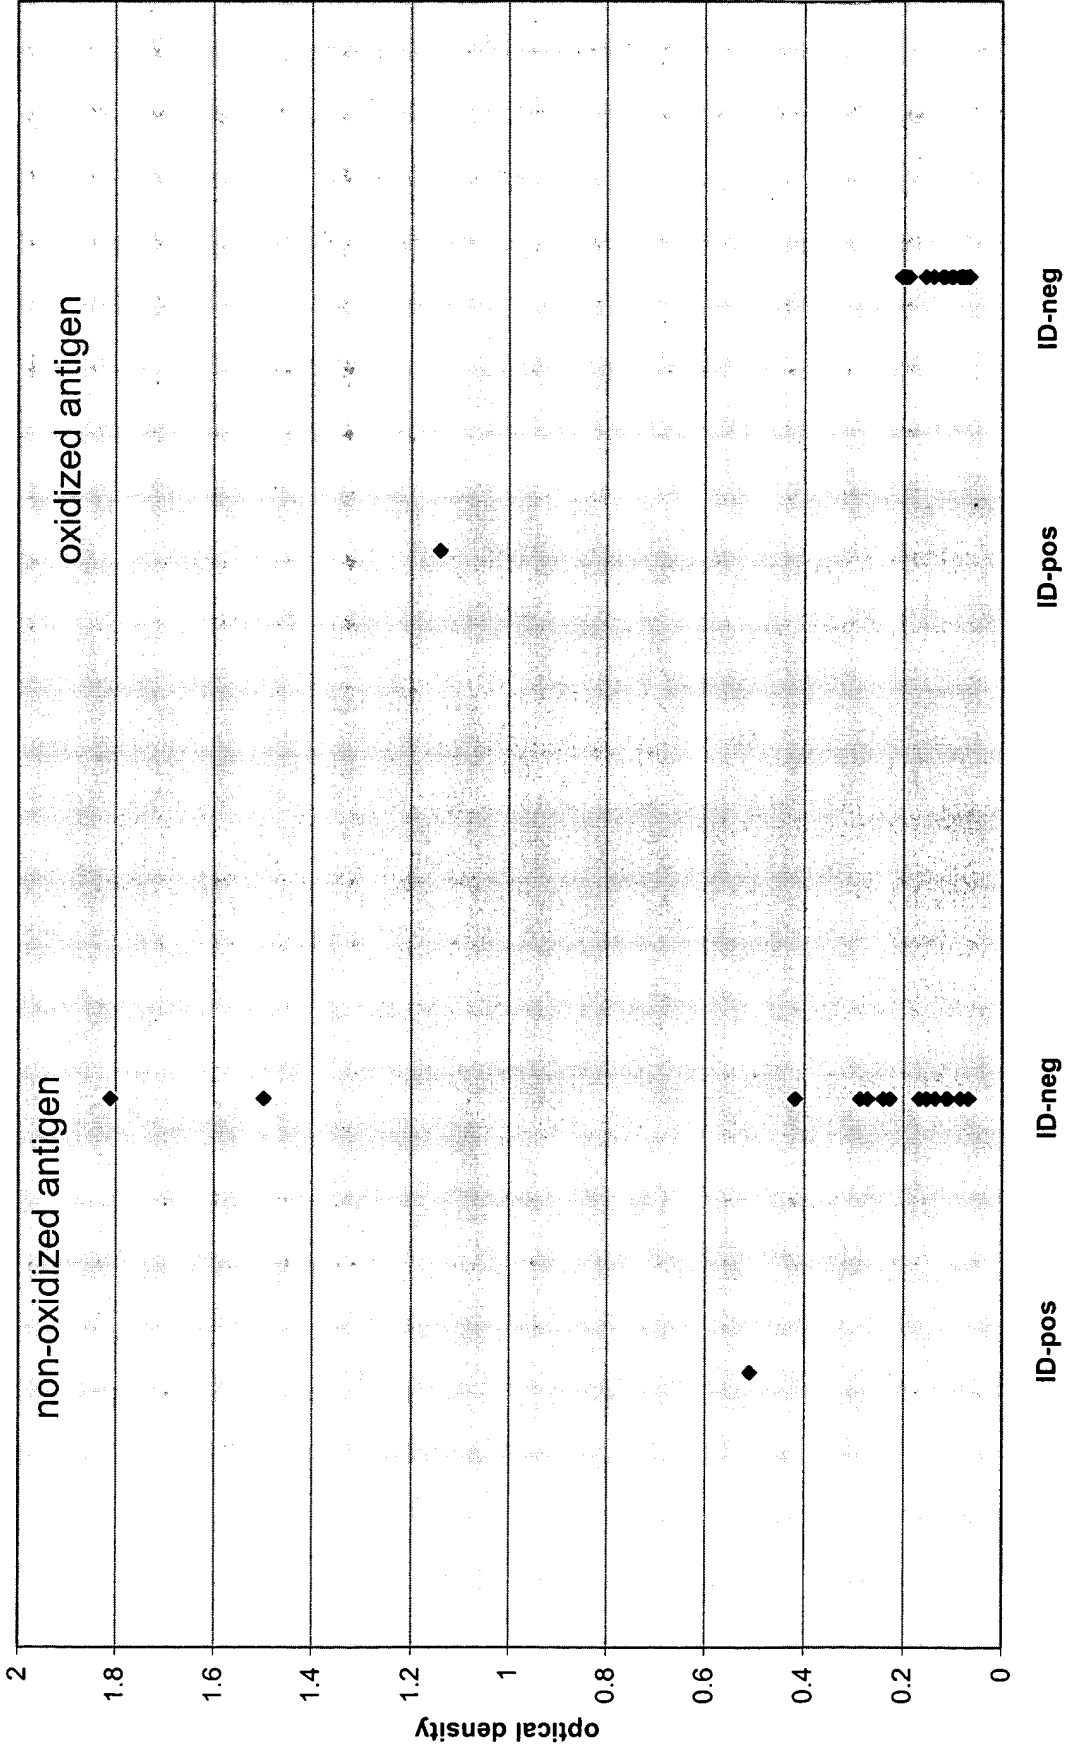 non-oxidized antigen
oxidized antigen
optical density
2
1.8
1.6
1.4
1.2
1
0.8
0.6
0.4
0.2
0
ID-pos
ID-neg
ID-pos
ID-neg